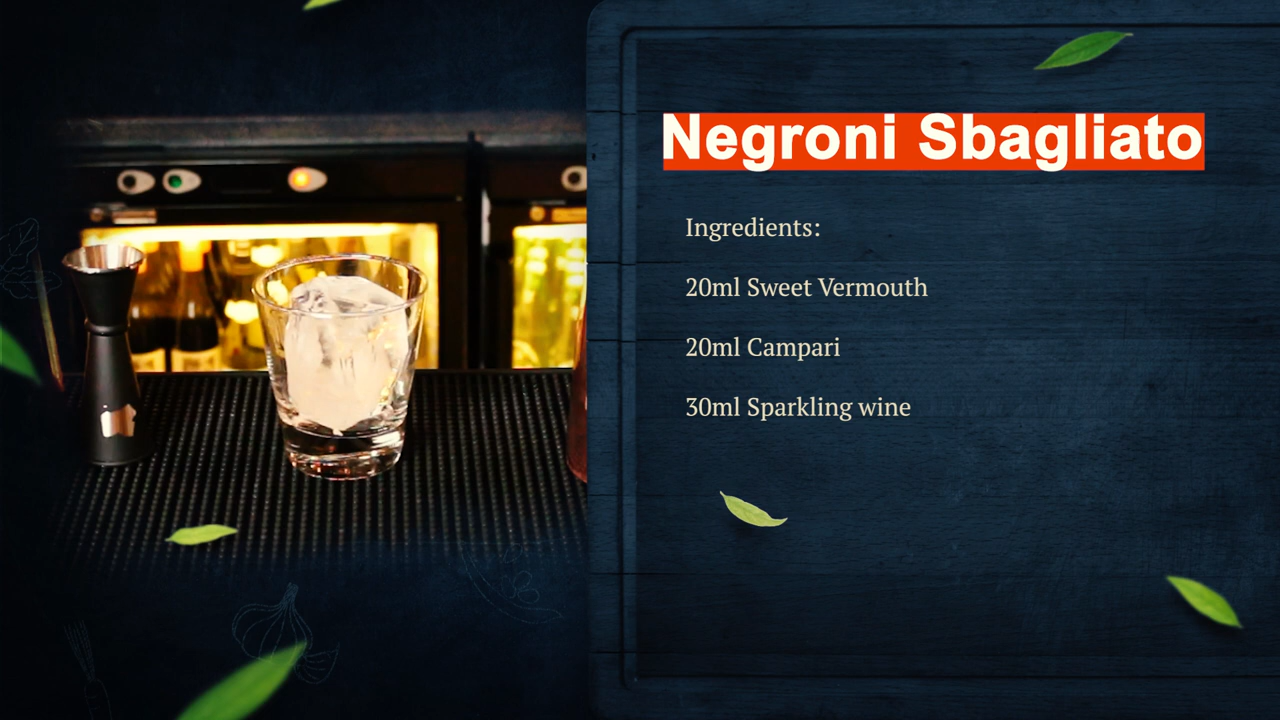 Negroni Sbagliato
Ingredients:
20ml Sweet Vermouth
20ml Campari
30ml Sparkling wine